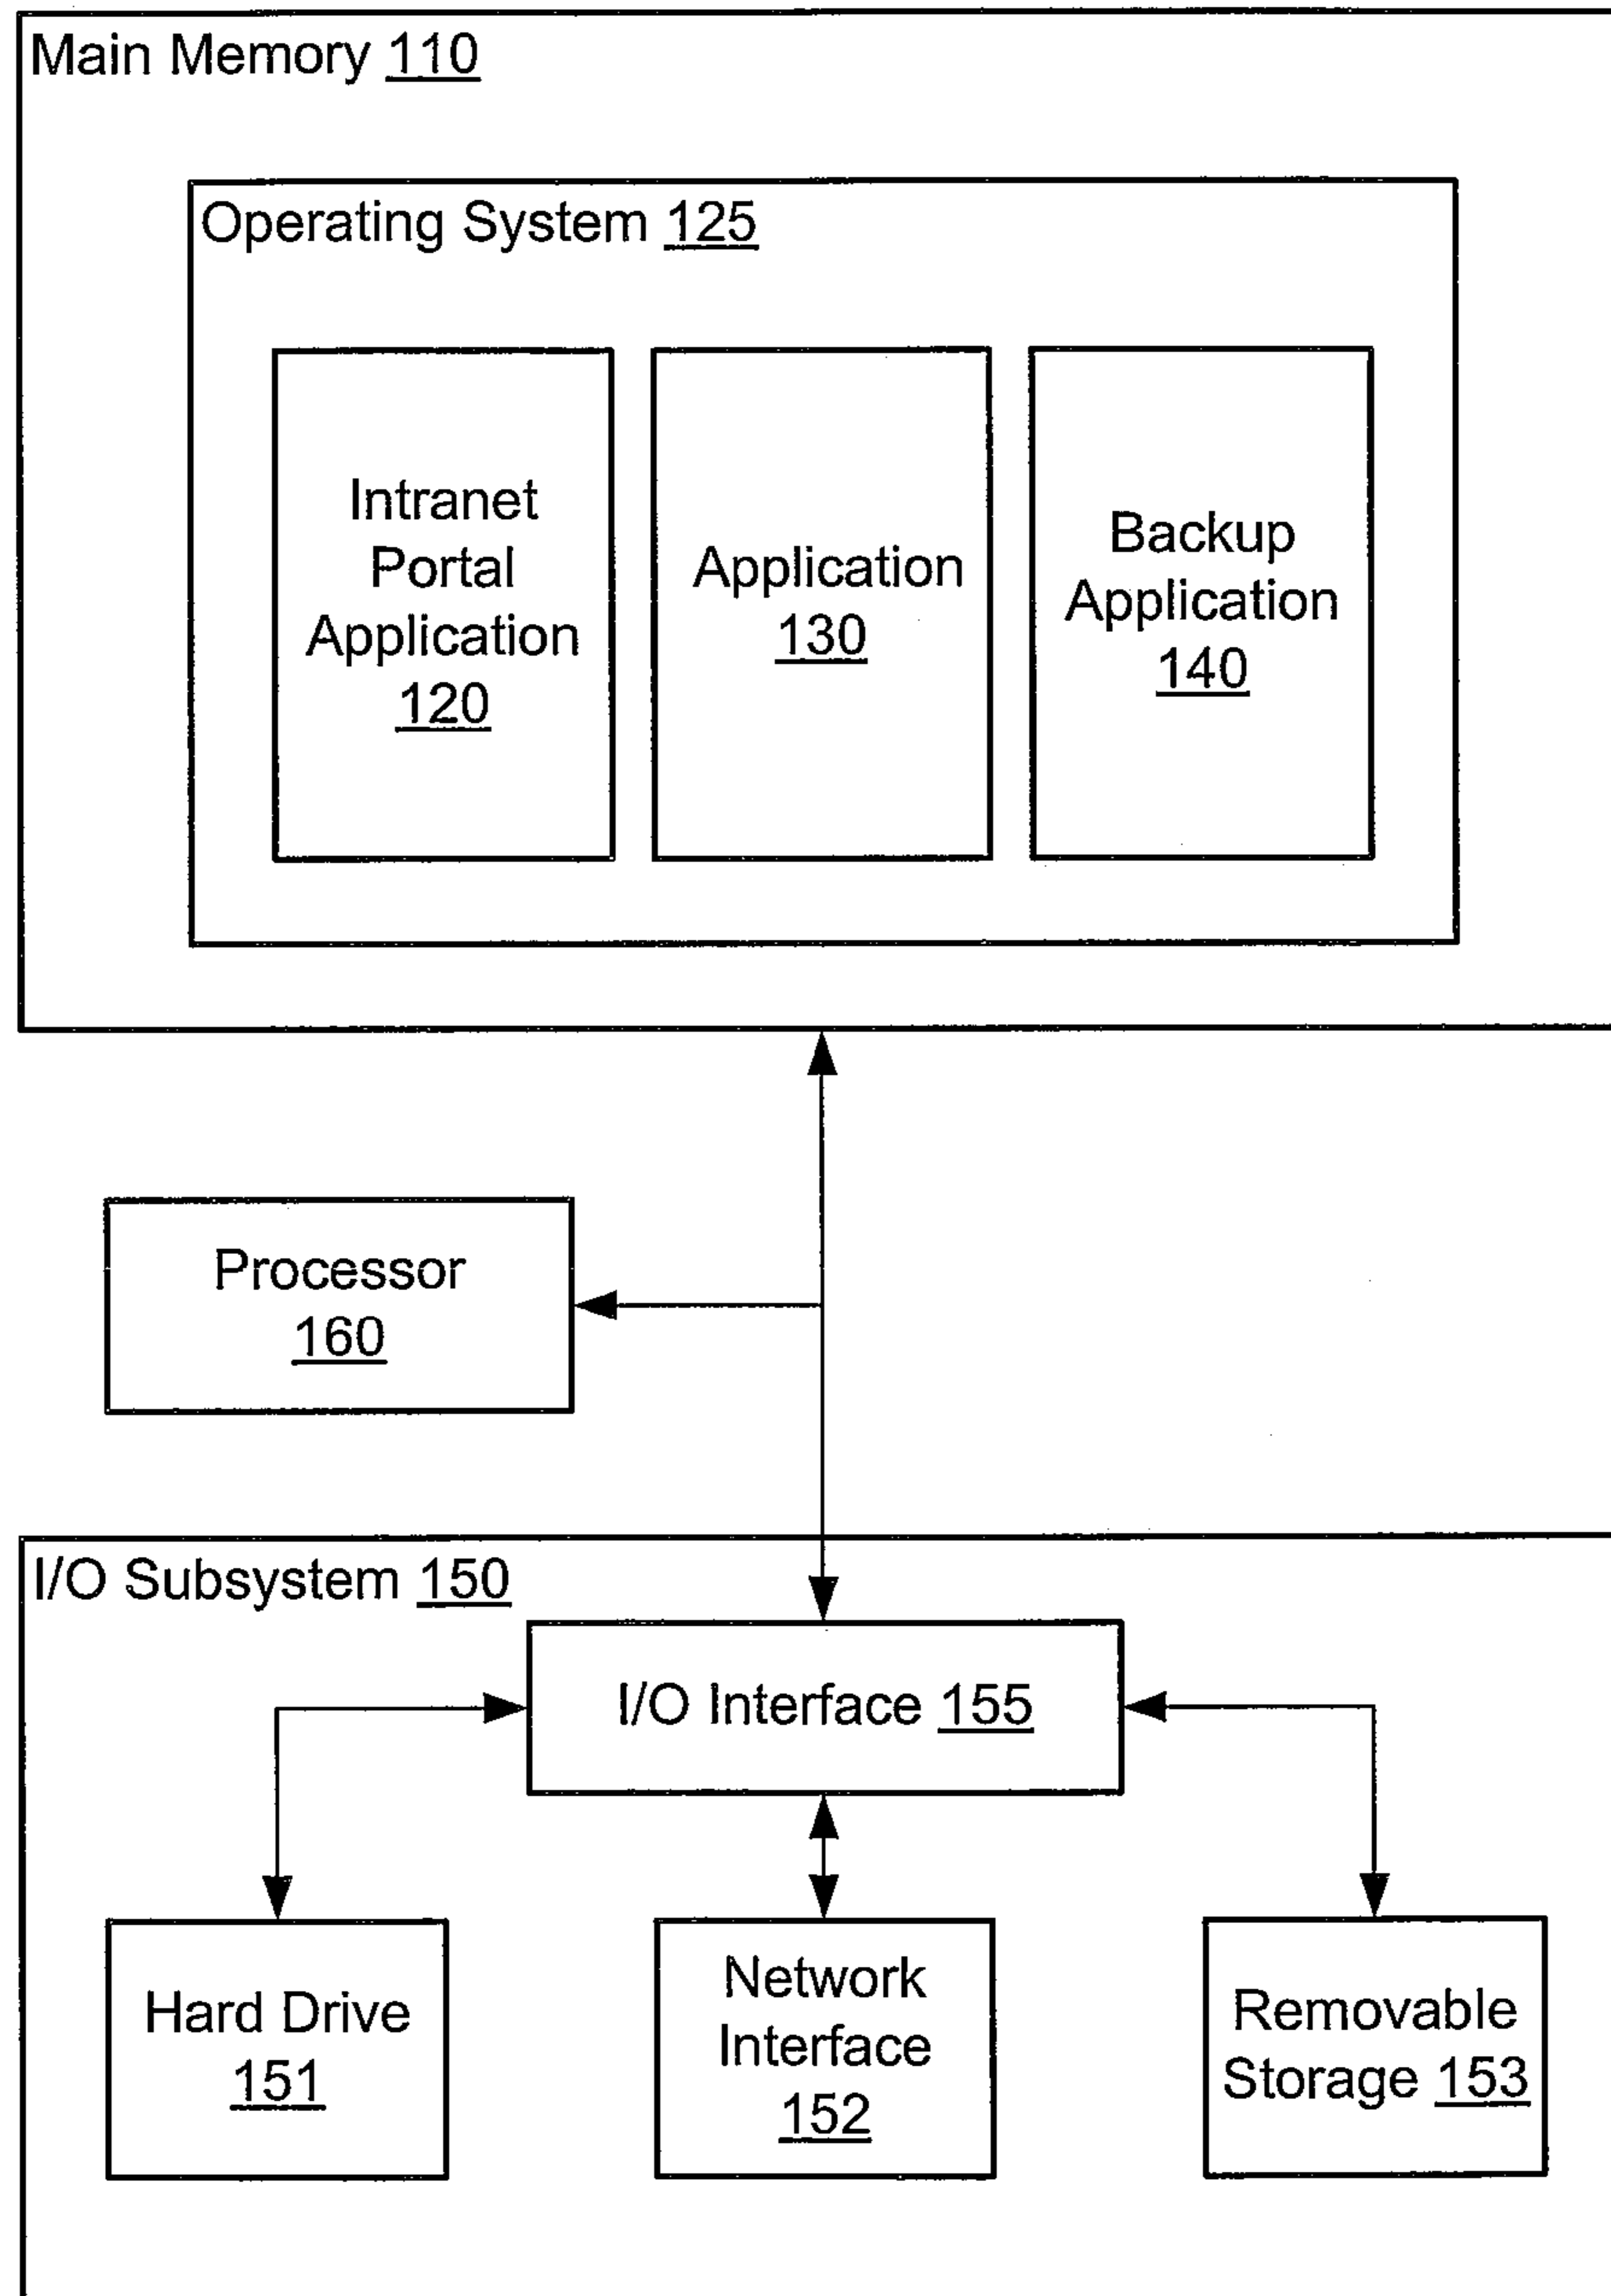 Main Memory 110
Operating System 125
Intranet
Portal
Application
120
Application
130
Backup
Application
140
Processor
160
I/O Subsystem 150
I/O Interface 155
Hard Drive
151
Network
Interface
152
Removable
Storage 153